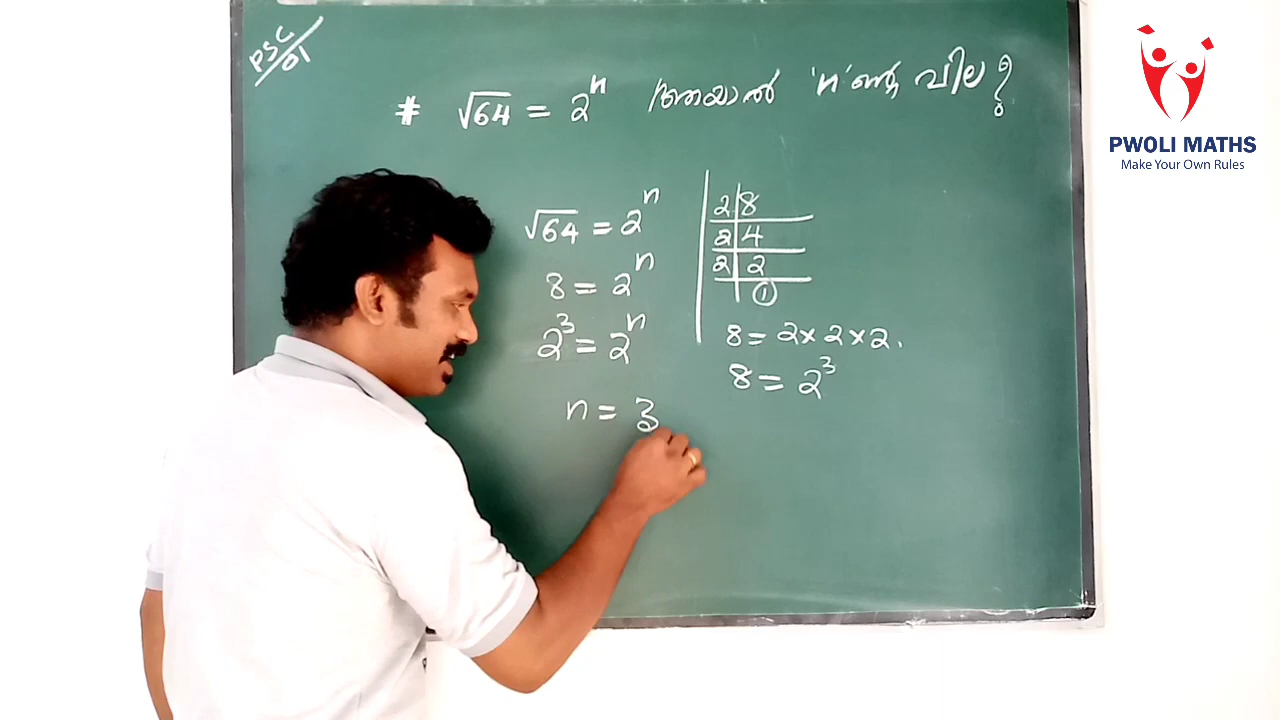 PSC/01
# √64 = 2ⁿ ആയാൽ 'n' ന്റെ വില?
√64 = 2ⁿ
8 = 2ⁿ
2³ = 2ⁿ
n = 3
2 | 8
2 | 4
2 | 2
①
8 = 2 × 2 × 2.
8 = 2³
PWOLI MATHS
Make Your Own Rules